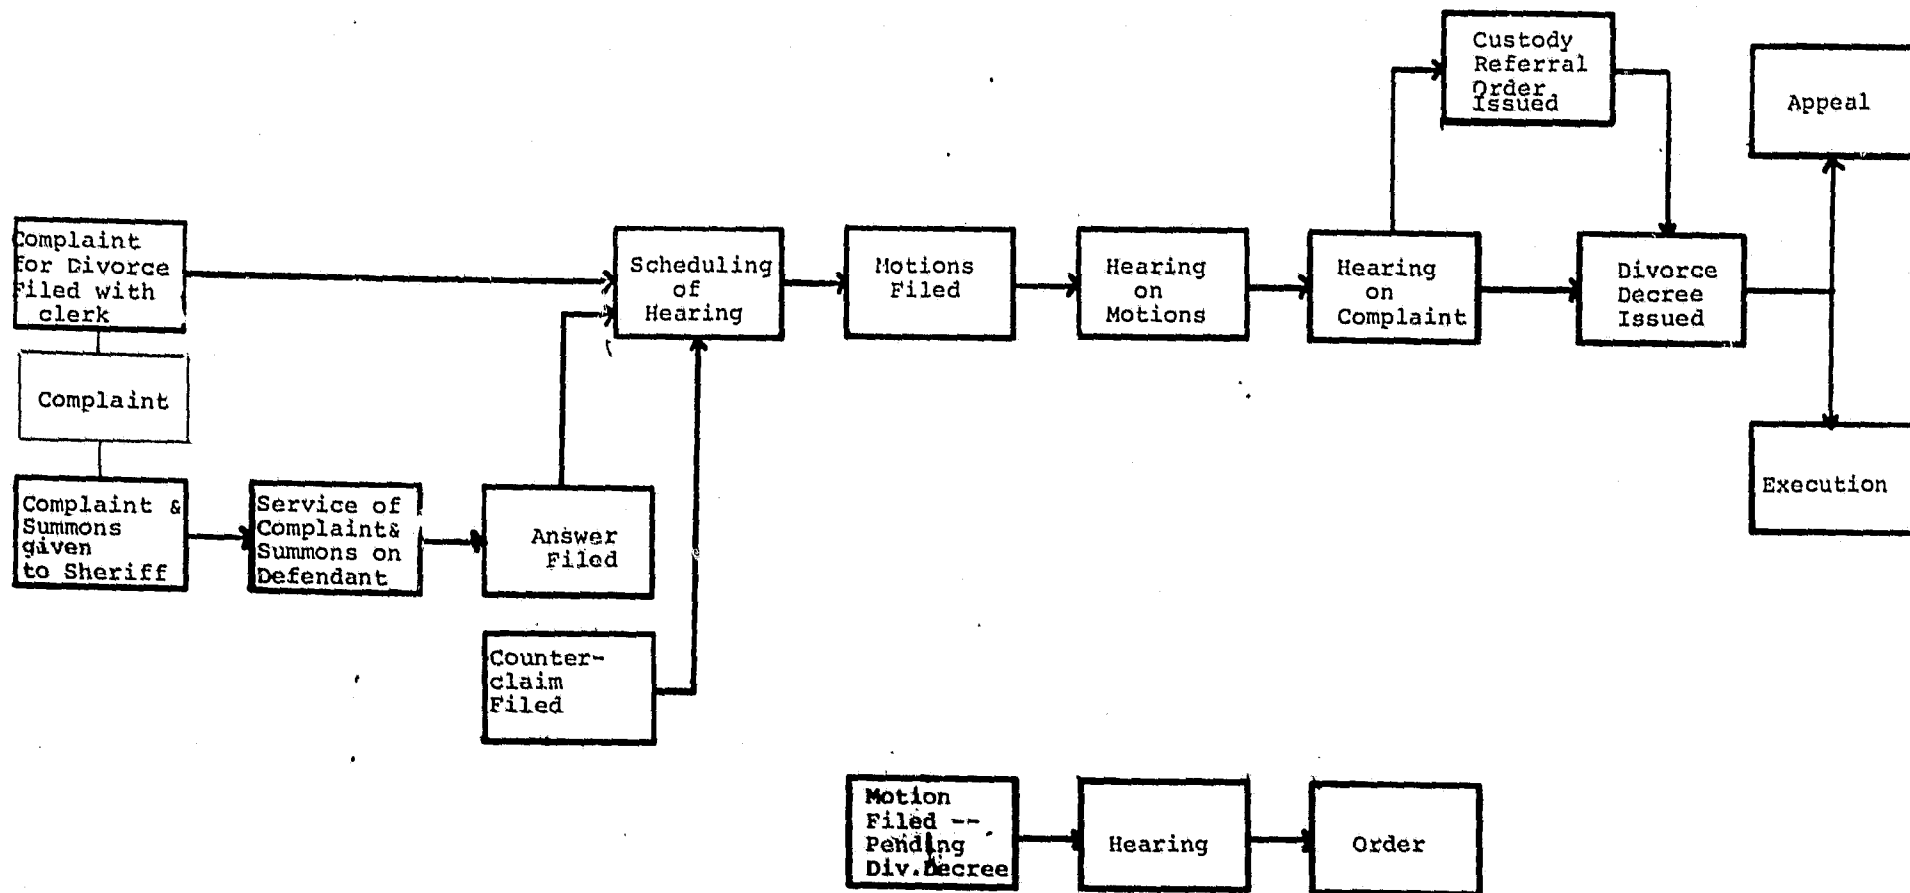 Custody
Referral
Order
Issued
Appeal
Complaint
for Divorce
Filed with
clerk
Scheduling
of
Hearing
Motions
Filed
Hearing
on
Motions
Hearing
on
Complaint
Divorce
Decree
Issued
Complaint
Complaint &
Summons
given
to Sheriff
Service of
Complaint&
Summons on
Defendant
Answer
Filed
Execution
Counter-
claim
Filed
Motion
Filed --
Pending
Div.Decree
Hearing
Order